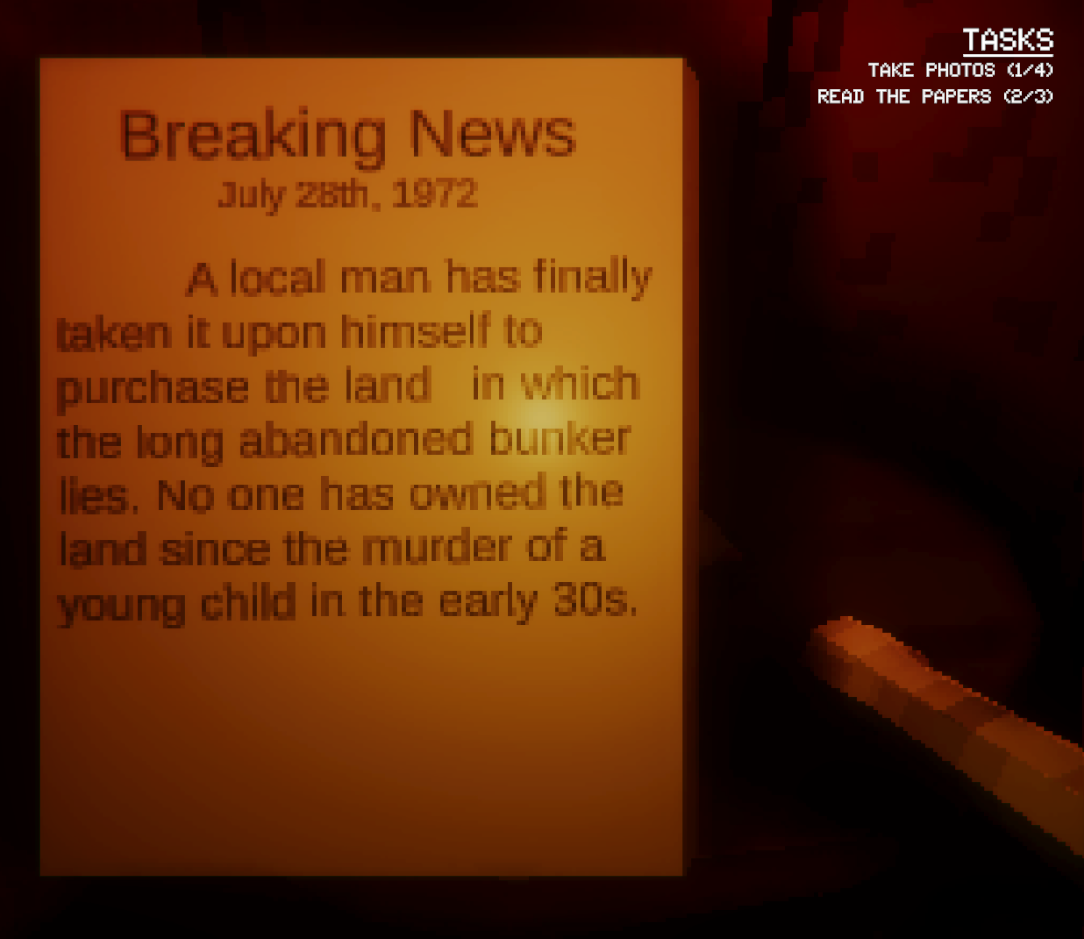 TASKS
TAKE PHOTOS (1/4)
READ THE PAPERS (2/3)
Breaking News
July 28th, 1972
A local man has finally
taken it upon himself to
purchase the land in which
the long abandoned bunker
lies. No one has owned the
land since the murder of a
young child in the early 30s.